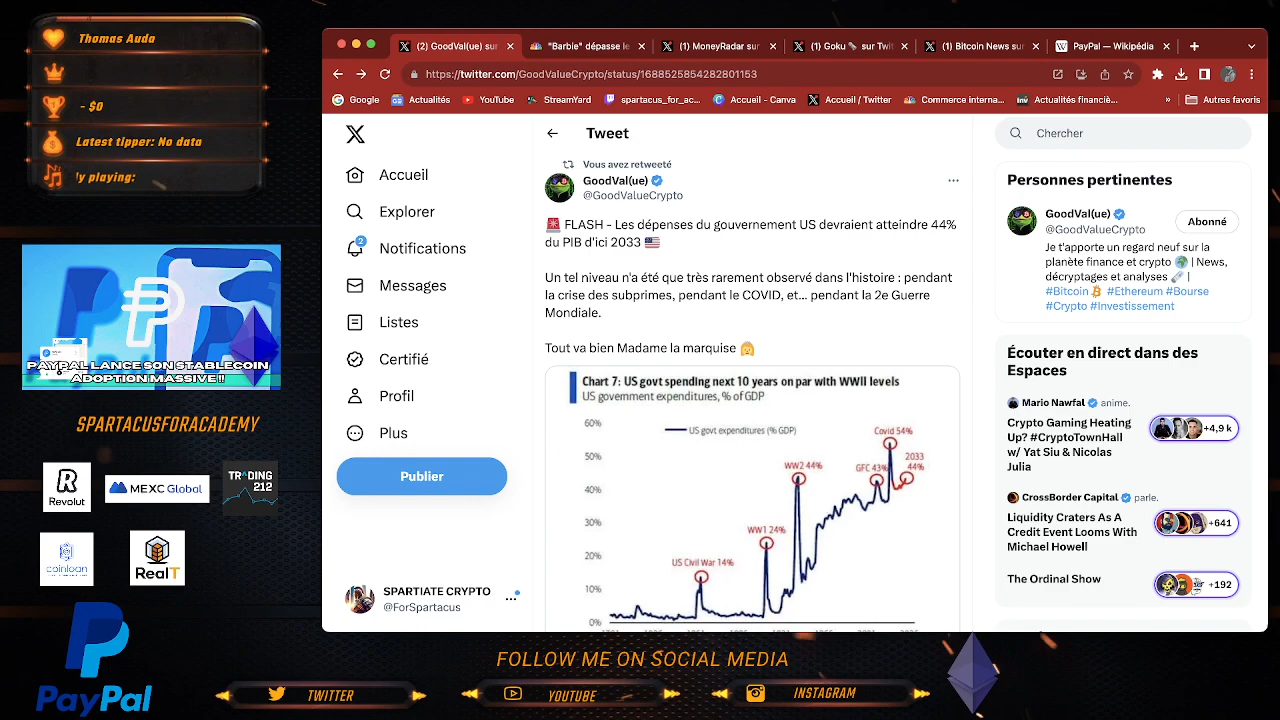 Thomas Auda
- $0
Latest tipper: No data
ly playing:
PAYPAL LANCE SON STABLECOIN
ADOPTION MASSIVE !!
SPARTACUSFORACADEMY
Revolut
MEXC Global
TRADING
212
coinloan
RealT
PayPal
(2) GoodVal(ue) sur
"Barbie" dépasse le
(1) MoneyRadar sur
(1) Goku sur Twit
(1) Bitcoin News su
PayPal — Wikipédia
https://twitter.com/GoodValueCrypto/status/1688525854282801153
Google
Actualités
YouTube
StreamYard
spartacus_for_ac...
Accueil - Canva
Accueil / Twitter
Commerce interna...
Actualités financiè...
»
Autres favoris
Accueil
Explorer
2
Notifications
Messages
Listes
Certifié
Profil
Plus
Publier
SPARTIATE CRYPTO
@ForSpartacus
Tweet
Vous avez retweeté
GoodVal(ue)
@GoodValueCrypto
FLASH - Les dépenses du gouvernement US devraient atteindre 44%
du PIB d'ici 2033
Un tel niveau n'a été que très rarement observé dans l'histoire : pendant
la crise des subprimes, pendant le COVID, et... pendant la 2e Guerre
Mondiale.
Tout va bien Madame la marquise
Chart 7: US govt spending next 10 years on par with WWII levels
US government expenditures, % of GDP
60%
50%
40%
30%
20%
10%
0%
US govt expenditures (% GDP)
US Civil War 14%
WW1 24%
WW2 44%
GFC 43%
Covid 54%
2033
44%
Chercher
Personnes pertinentes
GoodVal(ue)
@GoodValueCrypto
Abonné
Je t'apporte un regard neuf sur la
planète finance et crypto | News,
décryptages et analyses |
#Bitcoin #Ethereum #Bourse
#Crypto #Investissement
Écouter en direct dans des
Espaces
Mario Nawfal anime.
Crypto Gaming Heating
Up? #CryptoTownHall
w/ Yat Siu & Nicolas
Julia
+4,9 k
CrossBorder Capital parle.
Liquidity Craters As A
Credit Event Looms With
Michael Howell
+641
The Ordinal Show
+192
FOLLOW ME ON SOCIAL MEDIA
TWITTER
YOUTUBE
INSTAGRAM